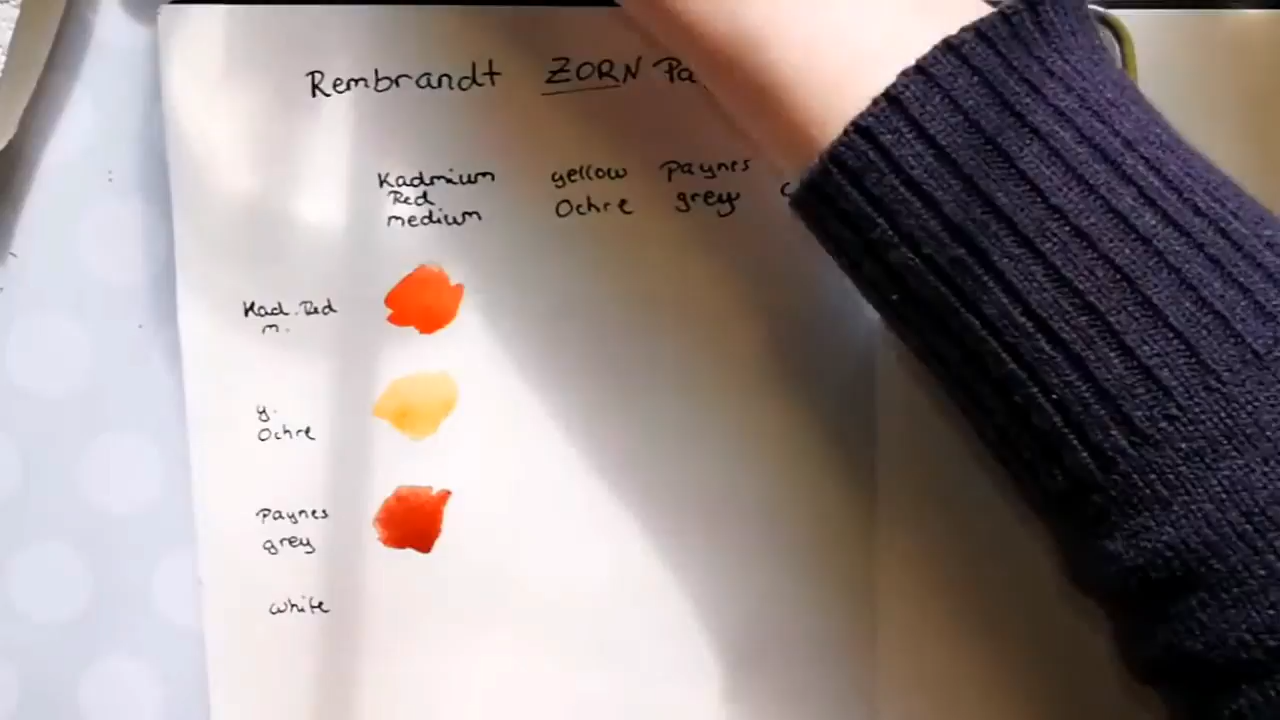 Rembrandt ZORN Pa
Kadmium yellow Paynes
Red
medium Ochre grey
Kad. Red
m.
y.
Ochre
Paynes
grey
white